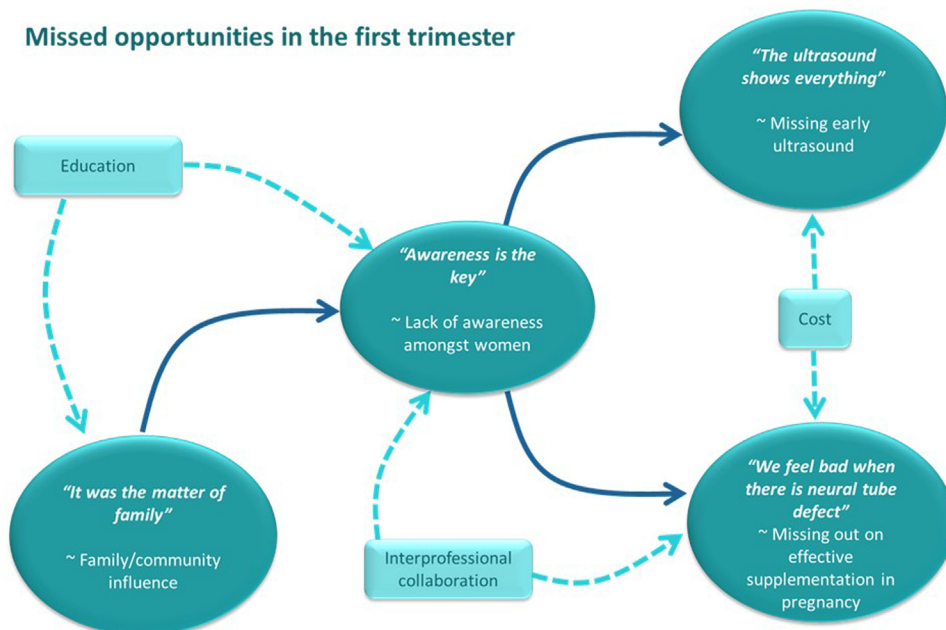 Missed opportunities in the first trimester
“The ultrasound
shows everything”
~ Missing early
ultrasound
Education
“Awareness is the
key”
~ Lack of awareness
amongst women
Cost
“It was the matter of
family”
~ Family/community
influence
Interprofessional
collaboration
“We feel bad when
there is neural tube
defect”
~ Missing out on
effective
supplementation in
pregnancy